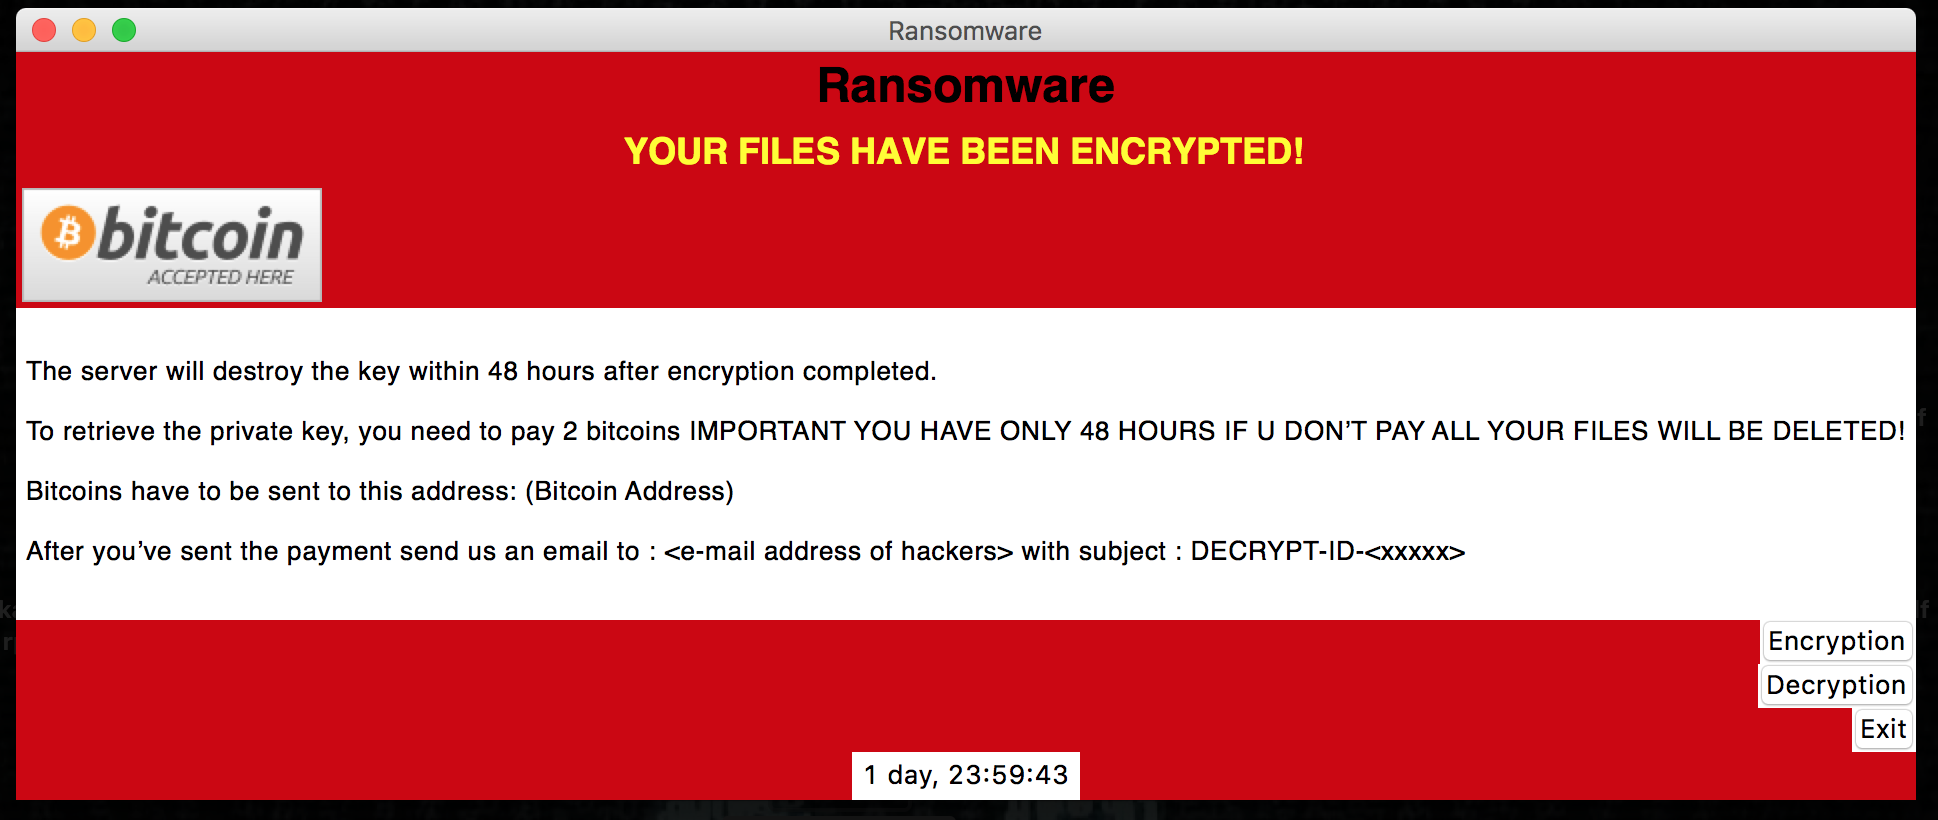 Ransomware
Ransomware
YOUR FILES HAVE BEEN ENCRYPTED!
bitcoin
ACCEPTED HERE
The server will destroy the key within 48 hours after encryption completed.
To retrieve the private key, you need to pay 2 bitcoins IMPORTANT YOU HAVE ONLY 48 HOURS IF U DON’T PAY ALL YOUR FILES WILL BE DELETED!
Bitcoins have to be sent to this address: (Bitcoin Address)
After you’ve sent the payment send us an email to : <e-mail address of hackers> with subject : DECRYPT-ID-<xxxxx>
Encryption
Decryption
Exit
1 day, 23:59:43